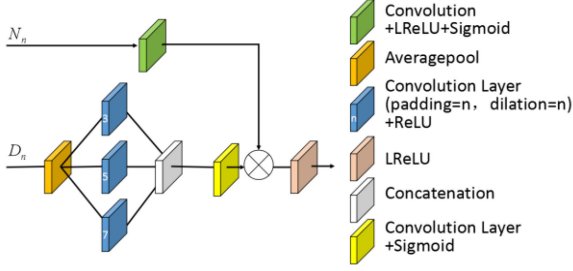 N_n
D_n
3
5
7
Convolution
+LReLU+Sigmoid
Averagepool
n
Convolution Layer
(padding=n, dilation=n)
+ReLU
LReLU
Concatenation
Convolution Layer
+Sigmoid